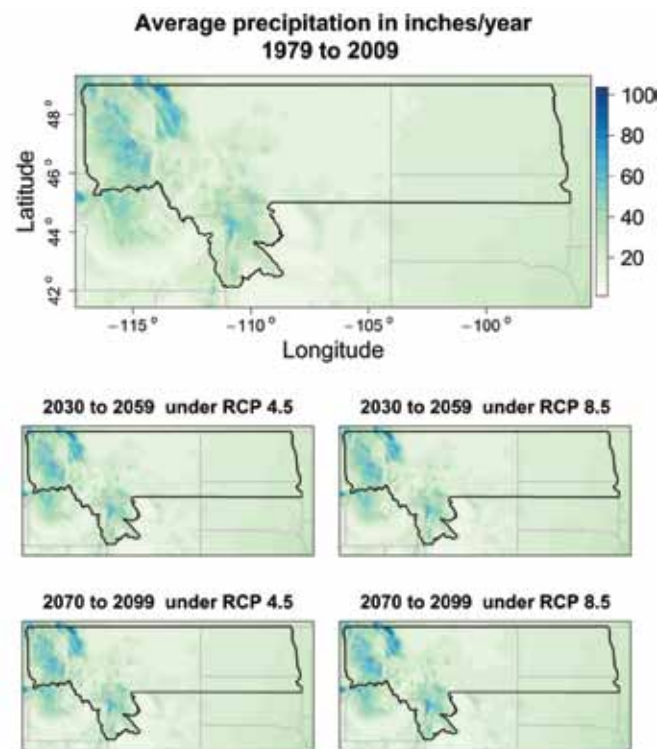 Average precipitation in inches/year
1979 to 2009
Latitude
48°
46°
44°
42°
100
80
60
40
20
−115°
−110°
−105°
−100°
Longitude
2030 to 2059 under RCP 4.5
2030 to 2059 under RCP 8.5
2070 to 2099 under RCP 4.5
2070 to 2099 under RCP 8.5